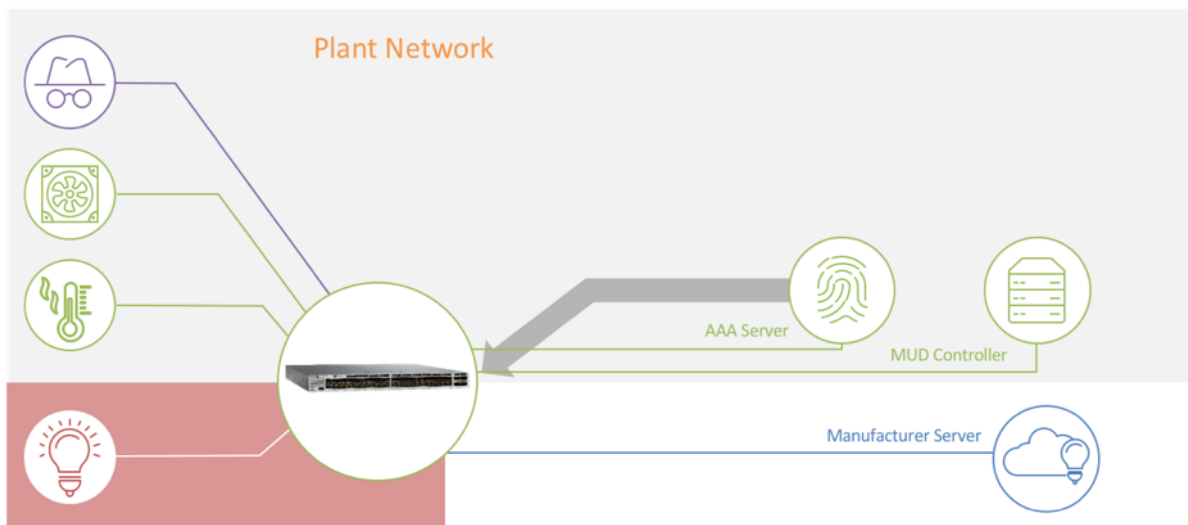 Plant Network
AAA Server
MUD Controller
Manufacturer Server